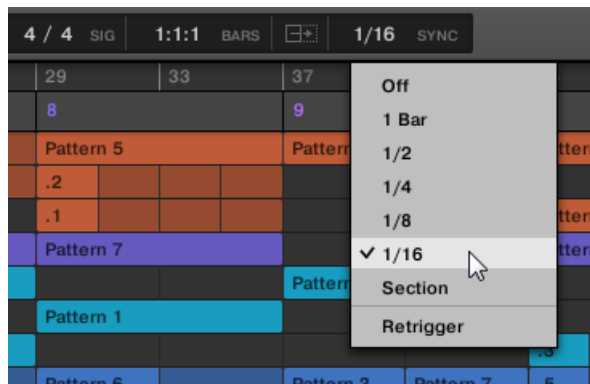 4 / 4 SIG 1:1:1 BARS 1/16 SYNC
29 33 37
8 9
Pattern 5
.2
.1
Pattern 7
Pattern 1
Off
1 Bar
1/2
1/4
1/8
1/16
Section
Retrigger
.3
Pattern 6 Pattern 2 Pattern 7 .5